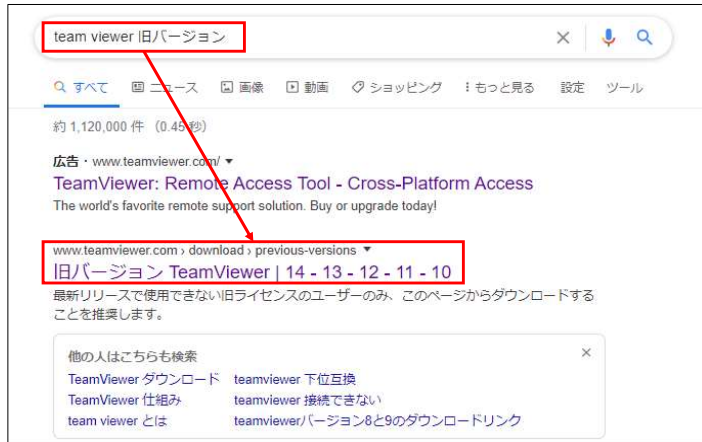 team viewer 旧バージョン
すべて ニュース 画像 動画 ショッピング もっと見る 設定 ツール
約 1,120,000 件 (0.45 秒)
広告・www.teamviewer.com/
TeamViewer: Remote Access Tool - Cross-Platform Access
The world's favorite remote support solution. Buy or upgrade today!
www.teamviewer.com › download › previous-versions
旧バージョン TeamViewer | 14 - 13 - 12 - 11 - 10
最新リリースで使用できない旧ライセンスのユーザーのみ、このページからダウンロードする
ことを推奨します。
他の人はこちらも検索
TeamViewer ダウンロード teamviewer 下位互換
TeamViewer 仕組み teamviewer 接続できない
team viewer とは teamviewerバージョン8と9のダウンロードリンク